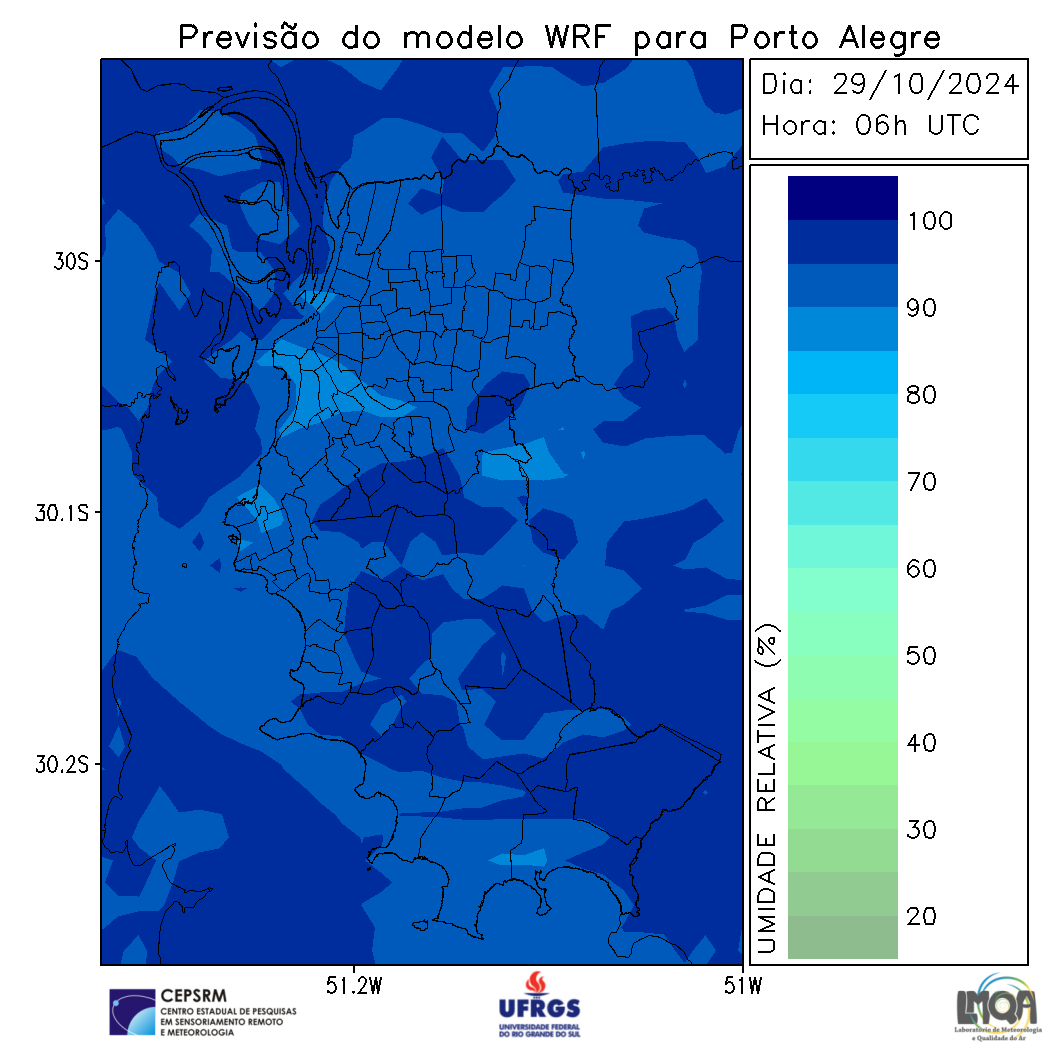 Previsão do modelo WRF para Porto Alegre
Dia: 29/10/2024
Hora: 06h UTC
30S
30.1S
30.2S
51.2W
51W
100
90
80
70
60
50
40
30
20
UMIDADE RELATIVA (%)
CEPSRM
CENTRO ESTADUAL DE PESQUISAS
EM SENSORIAMENTO REMOTO
E METEOROLOGIA
UFRGS
UNIVERSIDADE FEDERAL
DO RIO GRANDE DO SUL
LMQA
Laboratório de Meteorologia
e Qualidade do Ar